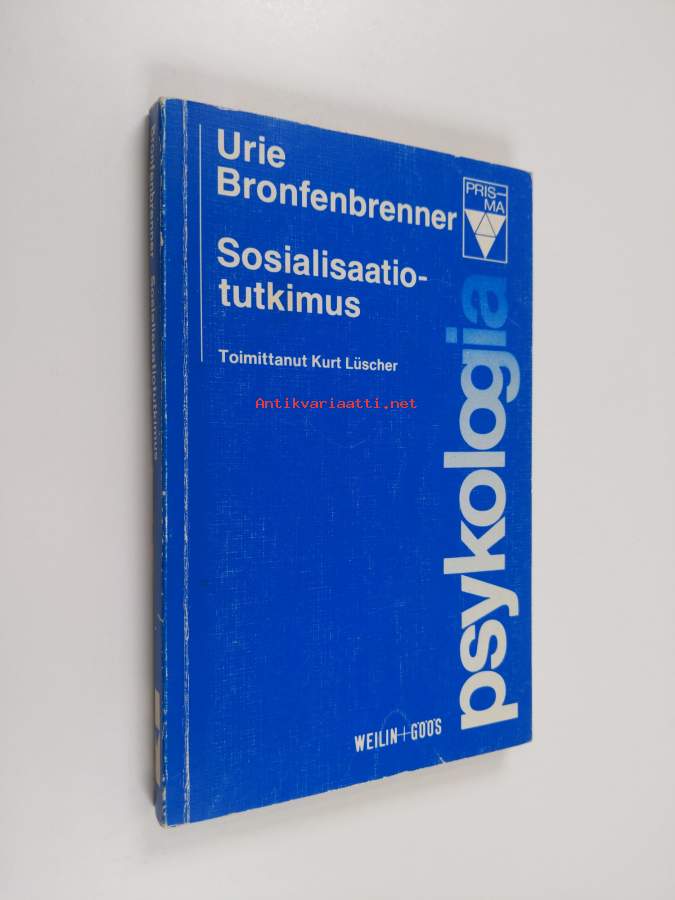 Urie
Bronfenbrenner
PRIS-
MA
Sosialisaatio-
tutkimus
Toimittanut Kurt Lüscher
Antikvariaatti.net
psykologia
WEILIN+GÖÖS
Bronfenbrenner Sosialisaatiotutkimus